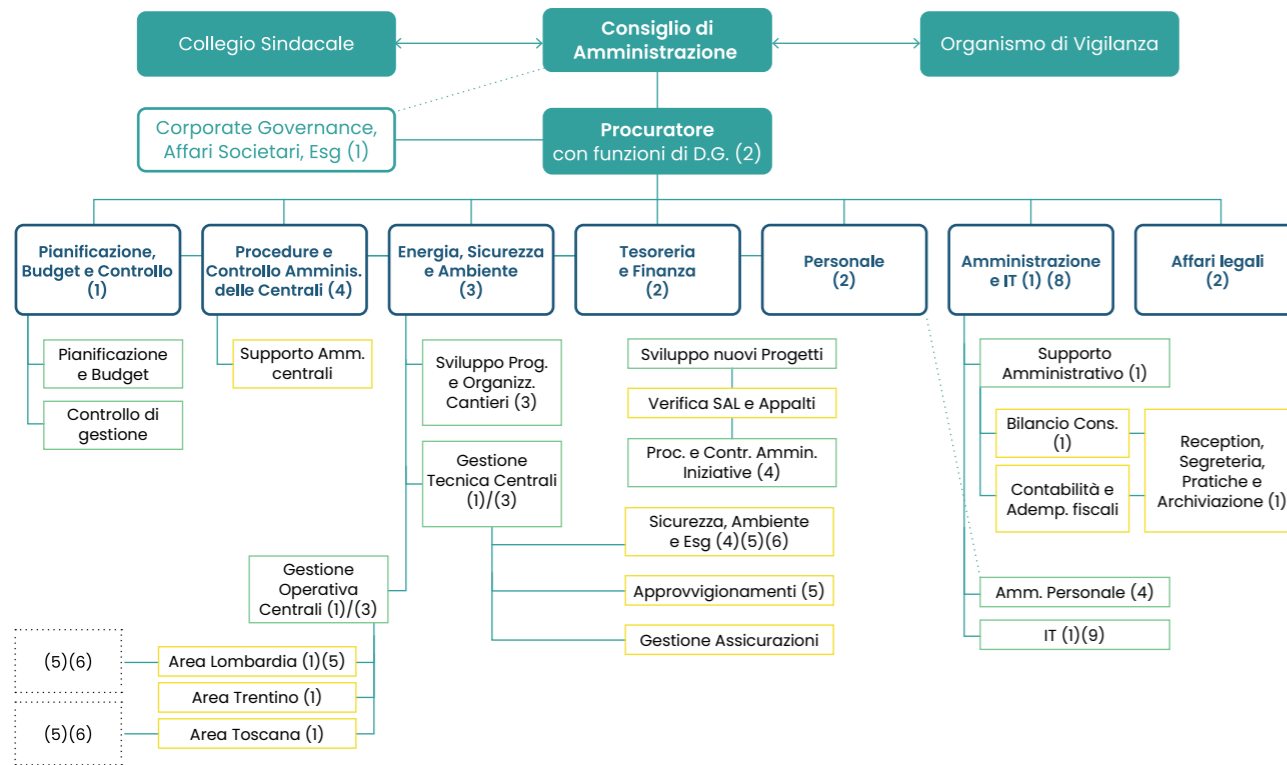 Collegio Sindacale
Consiglio di
Amministrazione
Organismo di Vigilanza
Corporate Governance,
Affari Societari, Esg (1)
Procuratore
con funzioni di D.G. (2)
Pianificazione,
Budget e Controllo
(1)
Procedure e
Controllo Amminis.
delle Centrali (4)
Energia, Sicurezza
e Ambiente
(3)
Tesoreria
e Finanza
(2)
Personale
(2)
Amministrazione
e IT (1) (8)
Affari legali
(2)
Pianificazione
e Budget
Controllo di
gestione
Supporto Amm.
centrali
Sviluppo Prog.
e Organizz.
Cantieri (3)
Gestione
Tecnica Centrali
(1)/(3)
Gestione
Operativa
Centrali (1)/(3)
(5)(6)
Area Lombardia (1)(5)
Area Trentino (1)
(5)(6)
Area Toscana (1)
Sviluppo nuovi Progetti
Verifica SAL e Appalti
Proc. e Contr. Ammin.
Iniziative (4)
Sicurezza, Ambiente
e Esg (4)(5)(6)
Approvvigionamenti (5)
Gestione Assicurazioni
Supporto
Amministrativo (1)
Bilancio Cons.
(1)
Contabilità e
Ademp. fiscali
Reception,
Segreteria,
Pratiche e
Archiviazione (1)
Amm. Personale (4)
IT (1)(9)